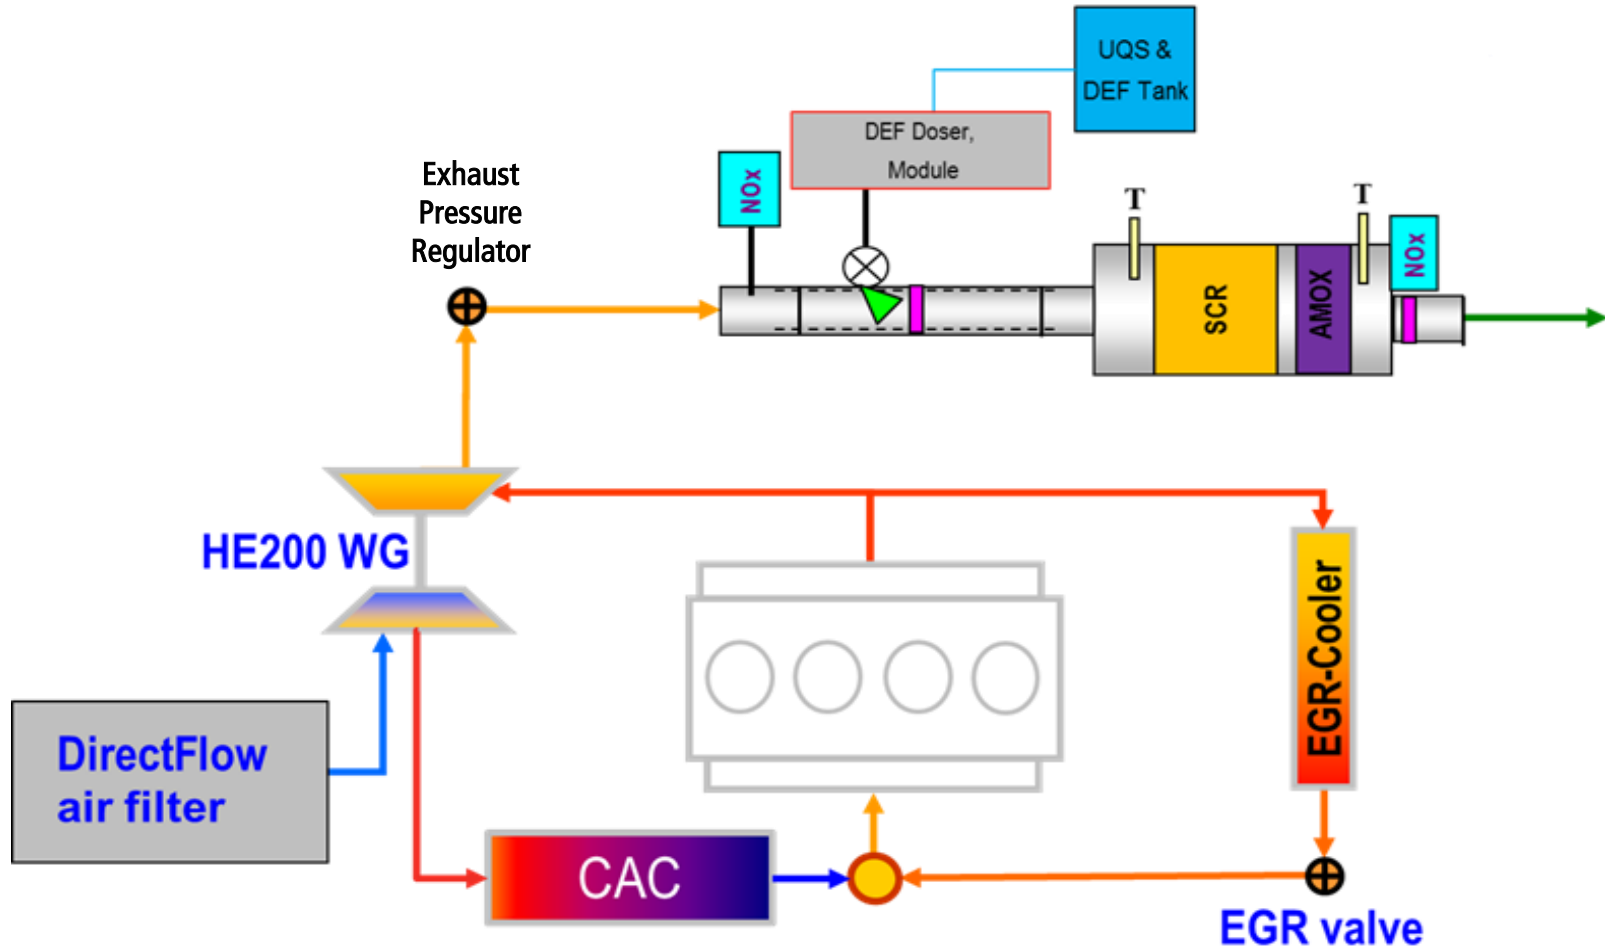 UQS &
DEF Tank
DEF Doser,
Module
NOx
Exhaust
Pressure
Regulator
T
T
NOx
SCR
AMOX
HE200 WG
EGR-Cooler
DirectFlow
air filter
CAC
EGR valve